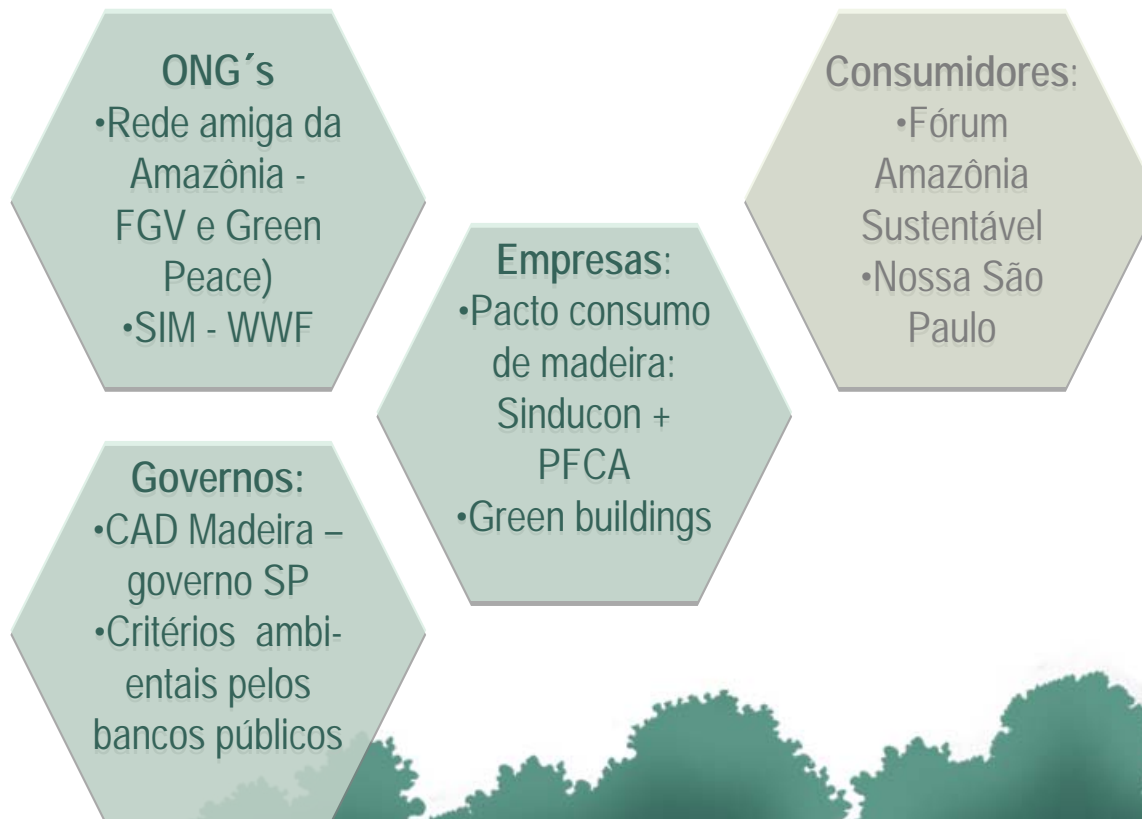 ONG´s
•Rede amiga da
Amazônia -
FGV e Green
Peace)
•SIM - WWF
Governos:
•CAD Madeira –
governo SP
•Critérios ambi-
entais pelos
bancos públicos
Empresas:
•Pacto consumo
de madeira:
Sinducon +
PFCA
•Green buildings
Consumidores:
•Fórum
Amazônia
Sustentável
•Nossa São
Paulo